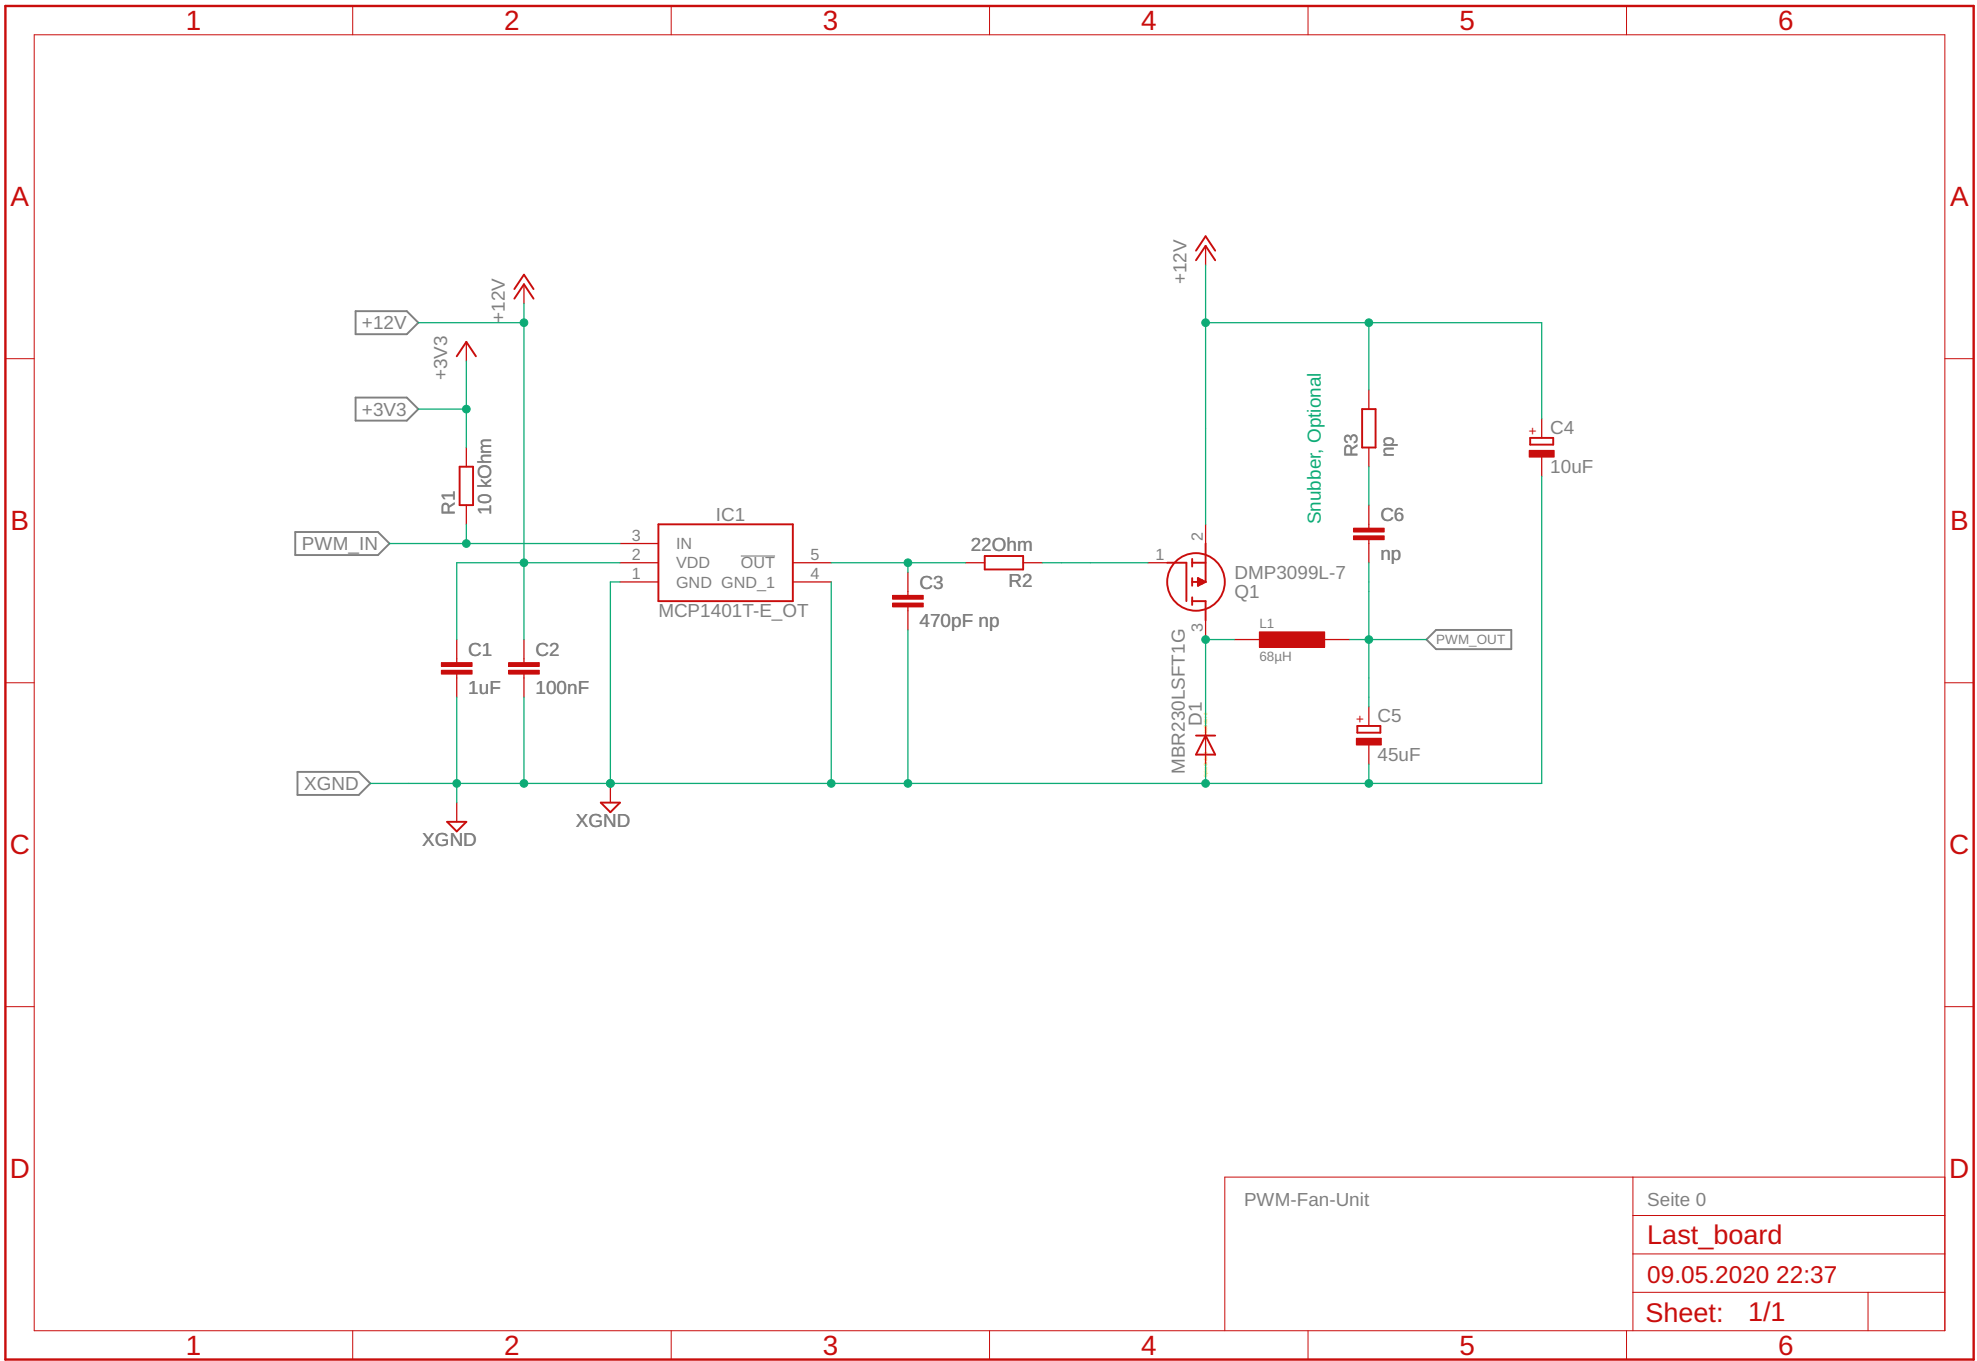 1 2 3 4 5 6
A A
+12V
+12V
+12V
+3V3
+3V3
R1
10 kOhm
PWM_IN
B B
IC1
3 IN
2 VDD OUT 5
1 GND GND_1 4
MCP1401T-E_OT
C1
1uF
C2
100nF
C3
470pF np
22Ohm
R2
1
2
3
DMP3099L-7
Q1
Snubber, Optional
R3
np
C6
np
C4
+
10uF
L1
68µH
PWM_OUT
MBR230LSFT1G
D1
C5
+
45uF
XGND
XGND
XGND
C C
D D
PWM-Fan-Unit
Seite 0
Last_board
09.05.2020 22:37
Sheet: 1/1
1 2 3 4 5 6